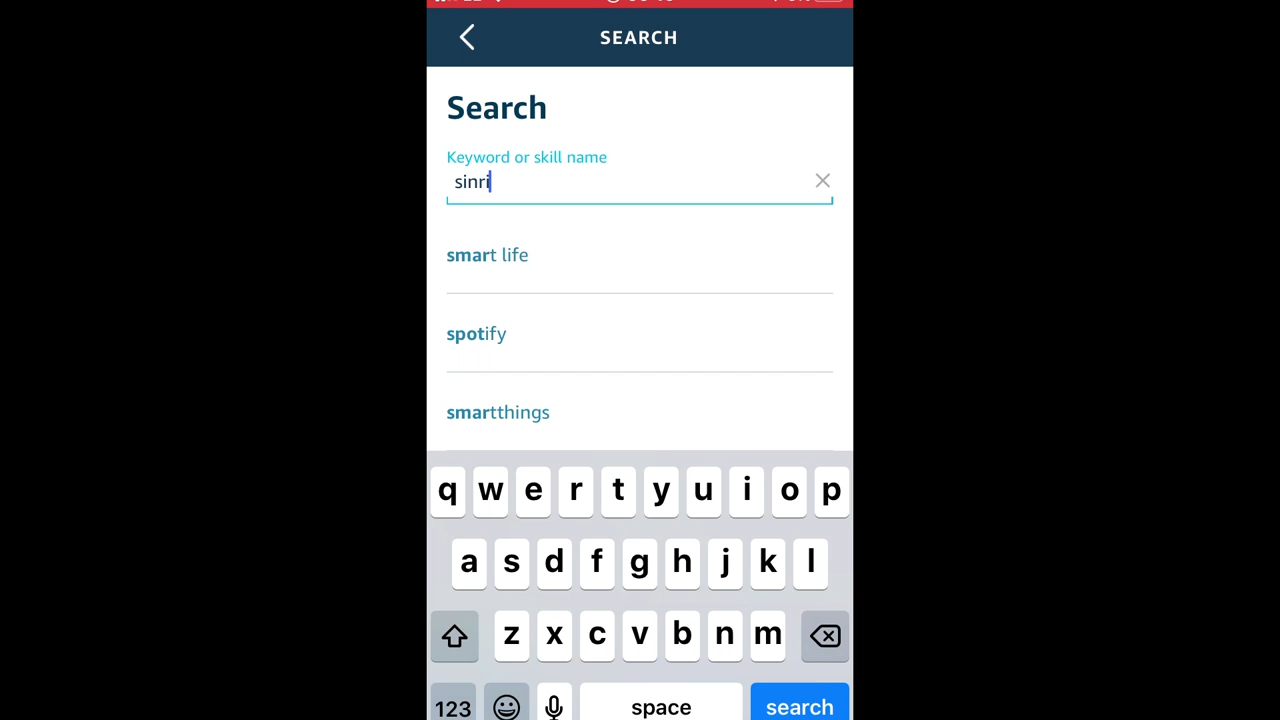 SEARCH
Search
Keyword or skill name
sinri
smart life
spotify
smartthings
q w e r t y u i o p
a s d f g h j k l
z x c v b n m
123 space search